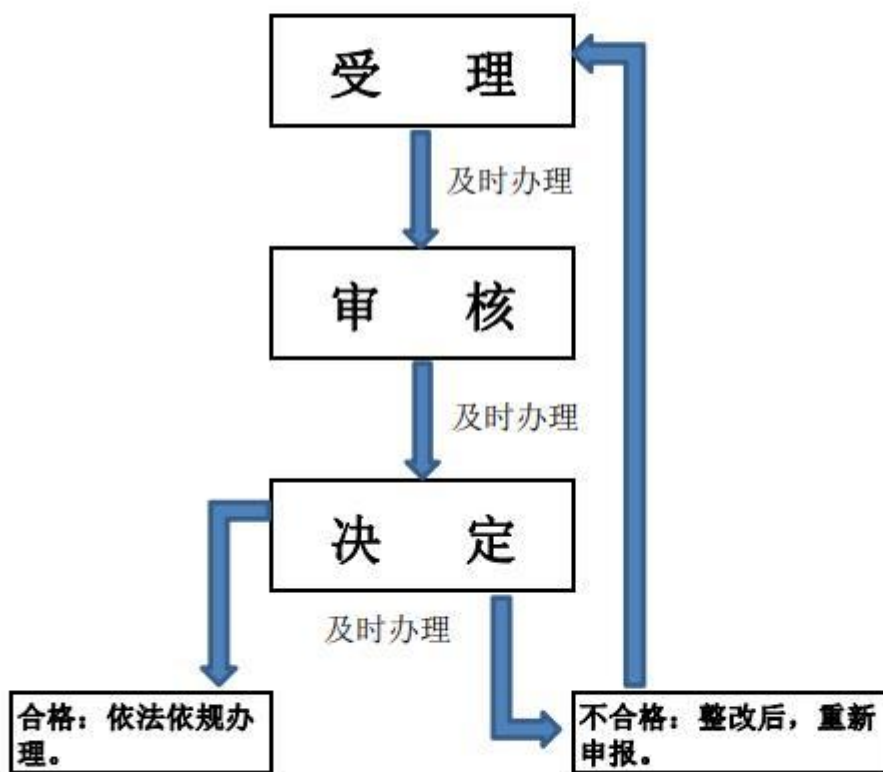 受 理
及时办理
审 核
及时办理
决 定
及时办理
合格：依法依规办
理。
不合格：整改后，重新
申报。